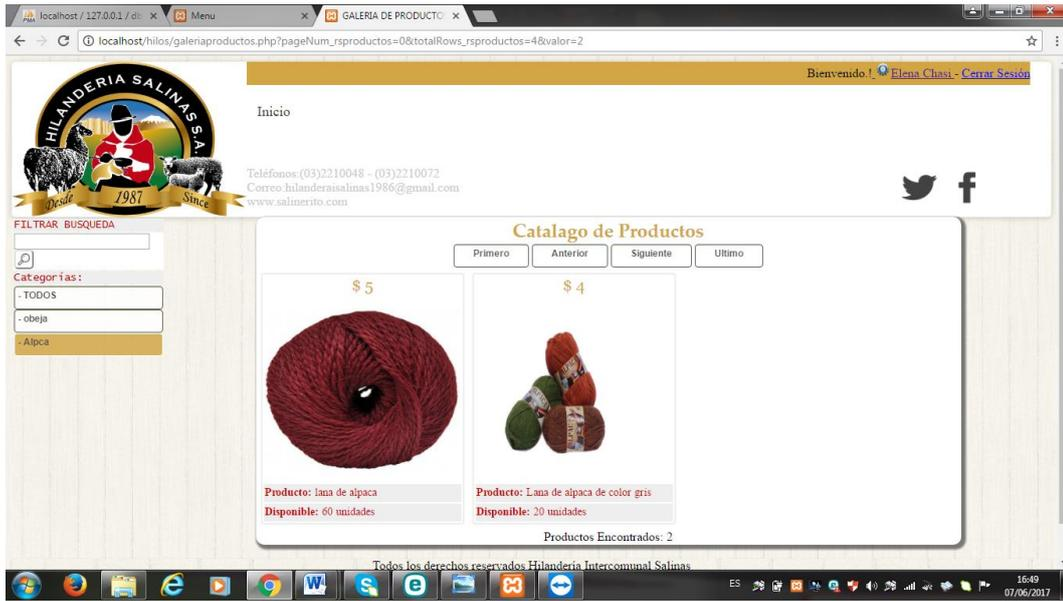 localhost / 127.0.0.1 / db
Menu
GALERIA DE PRODUCTO
localhost/hilos/galeriaproductos.php?pageNum_rsproductos=0&totalRows_rsproductos=4&valor=2
HILANDERIA SALINAS S.A.
Desde 1987 Since
Bienvenido.! Elena Chasi - Cerrar Sesión
Inicio
Teléfonos:(03)2210048 - (03)2210072
Correo:hilanderaisalinas1986@gmail.com
www.salinerito.com
FILTRAR BUSQUEDA
Categorías:
- TODOS
- obeja
- Alpca
Catalago de Productos
Primero Anterior Siguiente Ultimo
$ 5
Producto: lana de alpaca
Disponible: 60 unidades
$ 4
Producto: Lana de alpaca de color gris
Disponible: 20 unidades
Productos Encontrados: 2
Todos los derechos reservados Hilandería Intercomunal Salinas
ES
16:49
07/06/2017